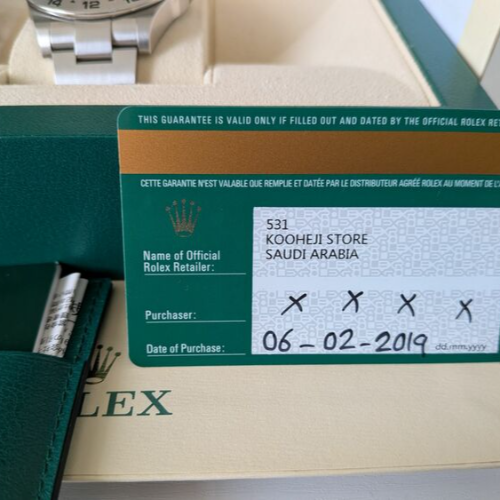 12
THIS GUARANTEE IS VALID ONLY IF FILLED OUT AND DATED BY THE OFFICIAL ROLEX RET
CETTE GARANTIE N'EST VALABLE QUE REMPLIE ET DATÉE PAR LE DISTRIBUTEUR AGRÉÉ ROLEX AU MOMENT DE L'A
531
KOOHEJI STORE
SAUDI ARABIA
Name of Official
Rolex Retailer:
Purchaser: X X X X
Date of Purchase: 06-02-2019 dd.mm.yyyy
LEX